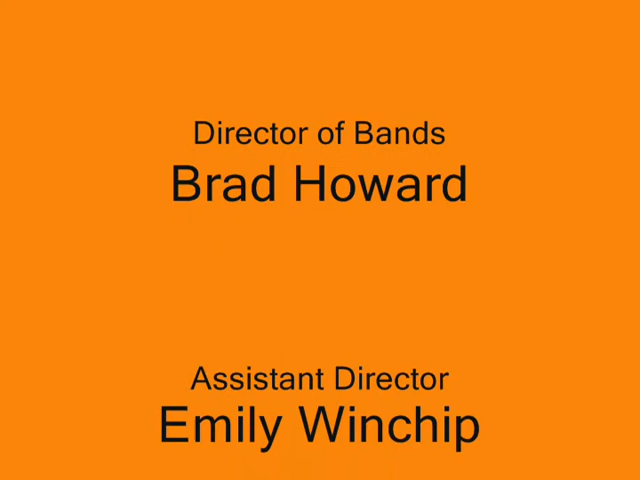 Director of Bands
Brad Howard
Assistant Director
Emily Winchip